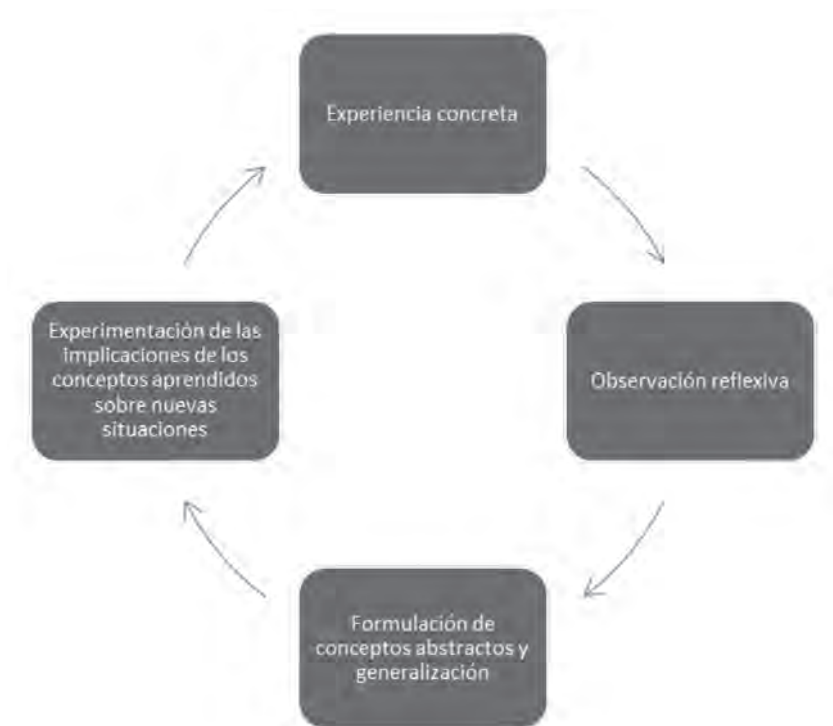 Experiencia concreta
Observación reflexiva
Formulación de
conceptos abstractos y
generalización
Experimentación de las
implicaciones de los
conceptos aprendidos
sobre nuevas
situaciones